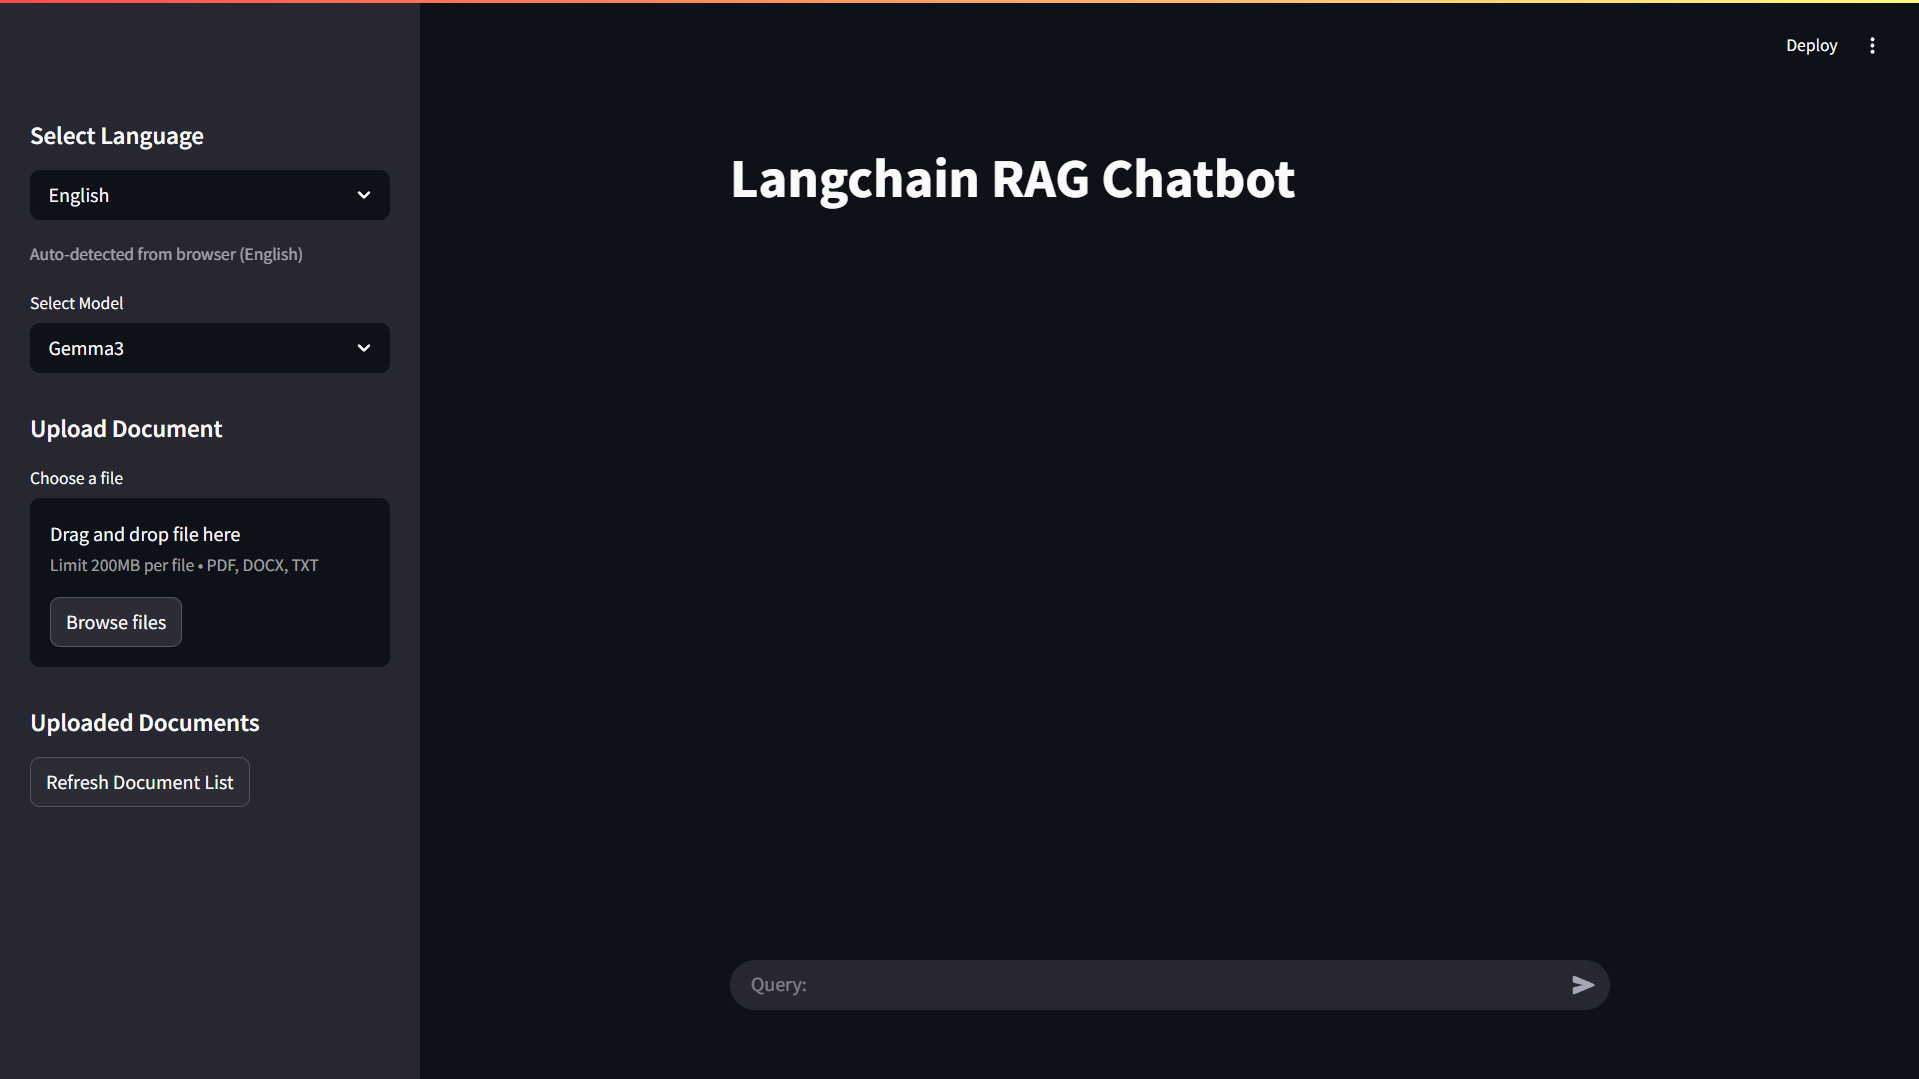 Deploy
Select Language
English
Auto-detected from browser (English)
Select Model
Gemma3
Upload Document
Choose a file
Drag and drop file here
Limit 200MB per file • PDF, DOCX, TXT
Browse files
Uploaded Documents
Refresh Document List
Langchain RAG Chatbot
Query: